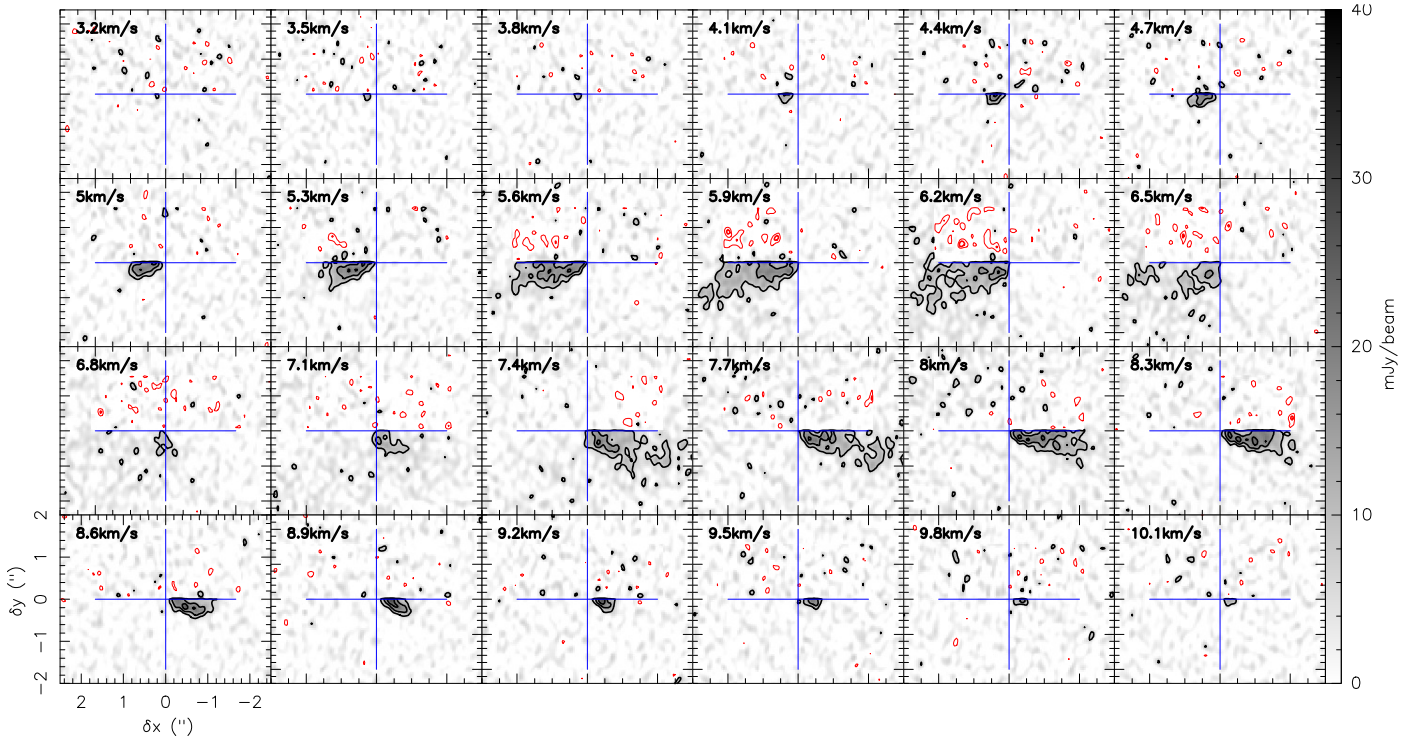 3.2km/s 3.5km/s 3.8km/s 4.1km/s 4.4km/s 4.7km/s 40
5km/s 5.3km/s 5.6km/s 5.9km/s 6.2km/s 6.5km/s 30
mJy/beam
20
6.8km/s 7.1km/s 7.4km/s 7.7km/s 8km/s 8.3km/s
10
2 8.6km/s 8.9km/s 9.2km/s 9.5km/s 9.8km/s 10.1km/s
1
δy ('')
0
−1
−2
0
2 1 0 −1 −2
δx ('')